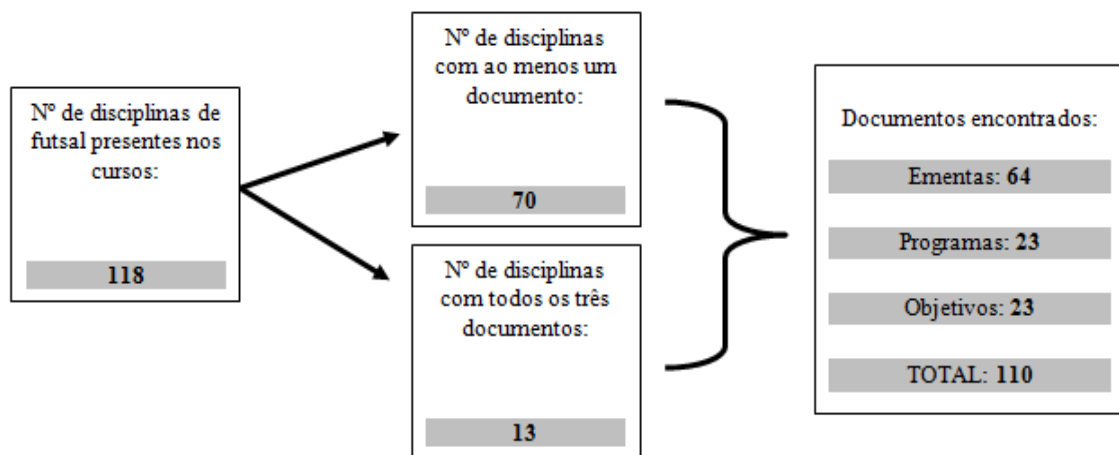 Nº de disciplinas de
futsal presentes nos
cursos:
118
Nº de disciplinas
com ao menos um
documento:
70
Nº de disciplinas
com todos os três
documentos:
13
Documentos encontrados:
Ementas: 64
Programas: 23
Objetivos: 23
TOTAL: 110